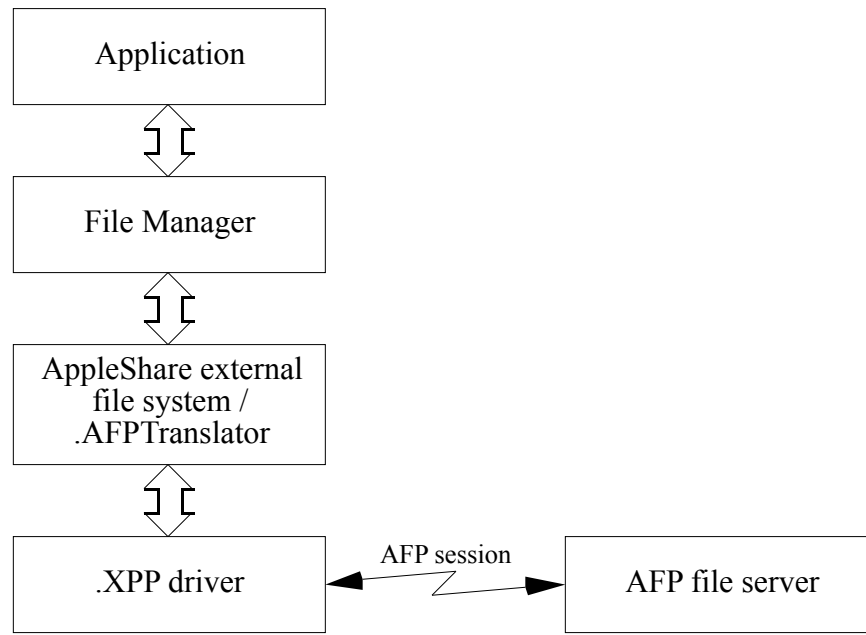 Application
File Manager
AppleShare external
file system /
.AFPTranslator
.XPP driver
AFP session
AFP file server